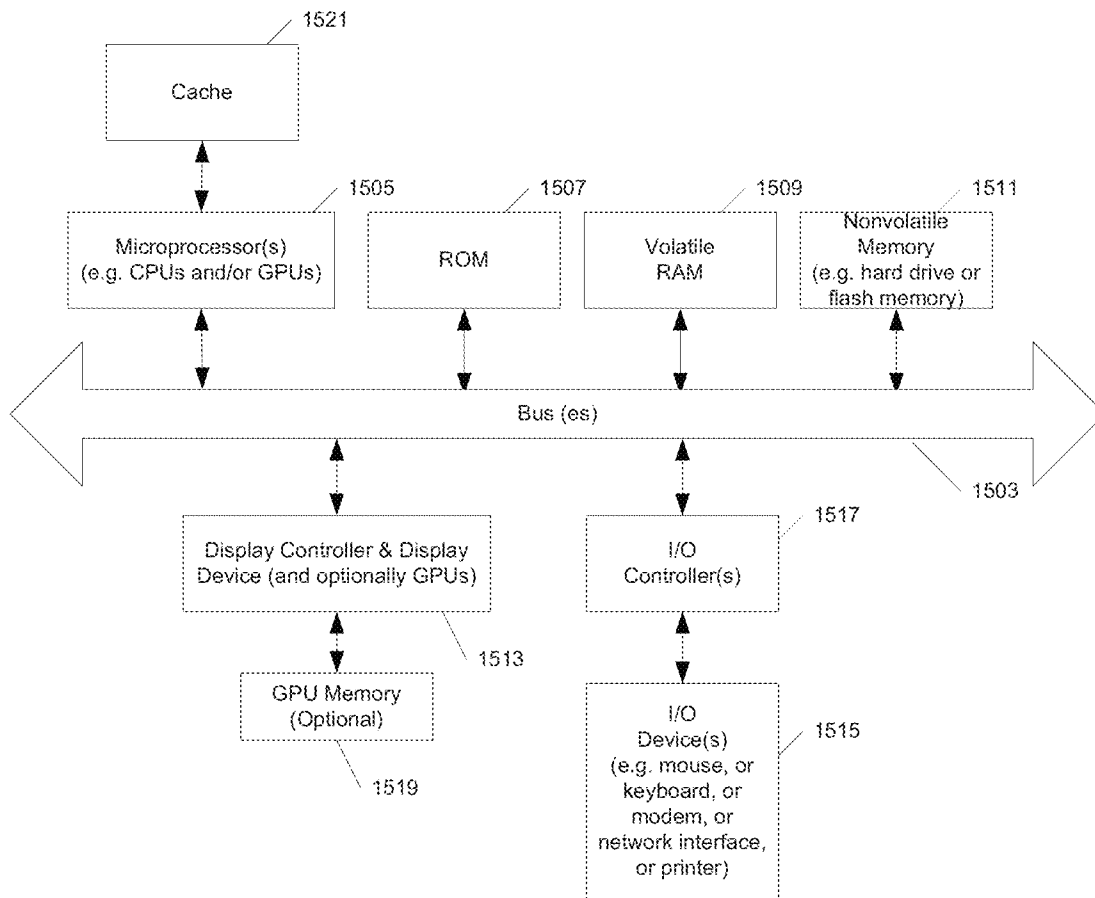 1521
Cache
1505
1507
1509
1511
Microprocessor(s)
(e.g. CPUs and/or GPUs)
ROM
Volatile
RAM
Nonvolatile
Memory
(e.g. hard drive or
flash memory)
Bus (es)
1503
1517
Display Controller & Display
Device (and optionally GPUs)
I/O
Controller(s)
1513
GPU Memory
(Optional)
1519
I/O
Device(s)
(e.g. mouse, or
keyboard, or
modem, or
network interface,
or printer)
1515